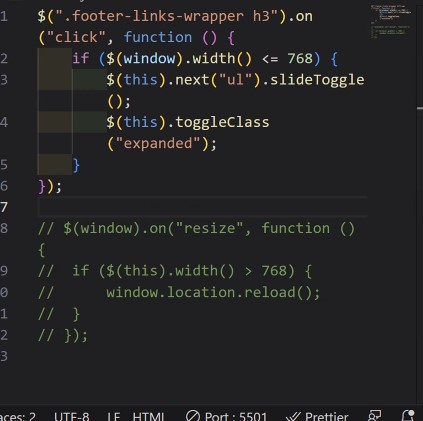 1 $(".footer-links-wrapper h3").on
("click", function () {
2 if ($(window).width() <= 768) {
3 $(this).next("ul").slideToggle
();
4 $(this).toggleClass
("expanded");
5 }
6 });
7
8 // $(window).on("resize", function ()
{
9 // if ($(this).width() > 768) {
0 // window.location.reload();
1 // }
2 // });
3
aces: 2 UTF-8 LF HTML Port : 5501 Prettier